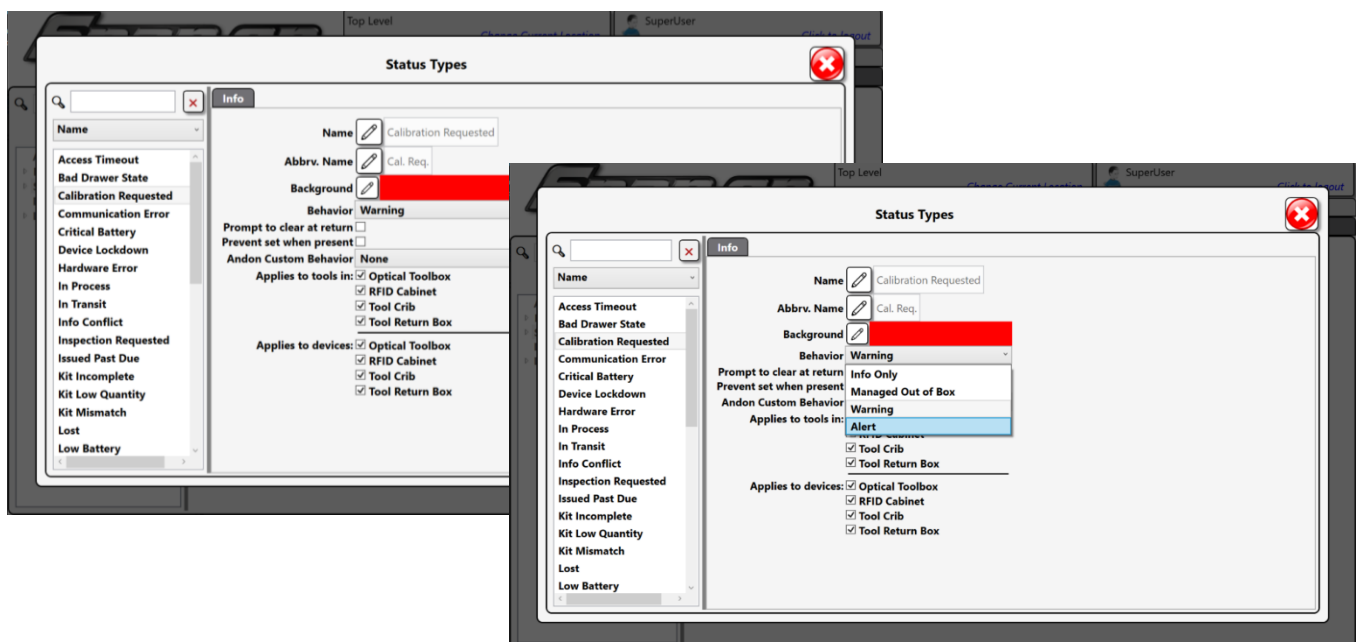 Top Level
SuperUser
Status Types
Name
Access Timeout
Bad Drawer State
Calibration Requested
Communication Error
Critical Battery
Device Lockdown
Hardware Error
In Process
In Transit
Info Conflict
Inspection Requested
Issued Past Due
Kit Incomplete
Kit Low Quantity
Kit Mismatch
Lost
Low Battery
Info
Name Calibration Requested
Abbrv. Name Cal. Req.
Background
Behavior Warning
Prompt to clear at return
Prevent set when present
Andon Custom Behavior None
Applies to tools in: Optical Toolbox
RFID Cabinet
Tool Crib
Tool Return Box
Applies to devices: Optical Toolbox
RFID Cabinet
Tool Crib
Tool Return Box
Top Level
SuperUser
Status Types
Name
Access Timeout
Bad Drawer State
Calibration Requested
Communication Error
Critical Battery
Device Lockdown
Hardware Error
In Process
In Transit
Info Conflict
Inspection Requested
Issued Past Due
Kit Incomplete
Kit Low Quantity
Kit Mismatch
Lost
Low Battery
Info
Name Calibration Requested
Abbrv. Name Cal. Req.
Background
Behavior Warning
Prompt to clear at return Info Only
Prevent set when present Managed Out of Box
Andon Custom Behavior Warning
Applies to tools in: Alert
RFID Cabinet
Tool Crib
Tool Return Box
Applies to devices: Optical Toolbox
RFID Cabinet
Tool Crib
Tool Return Box